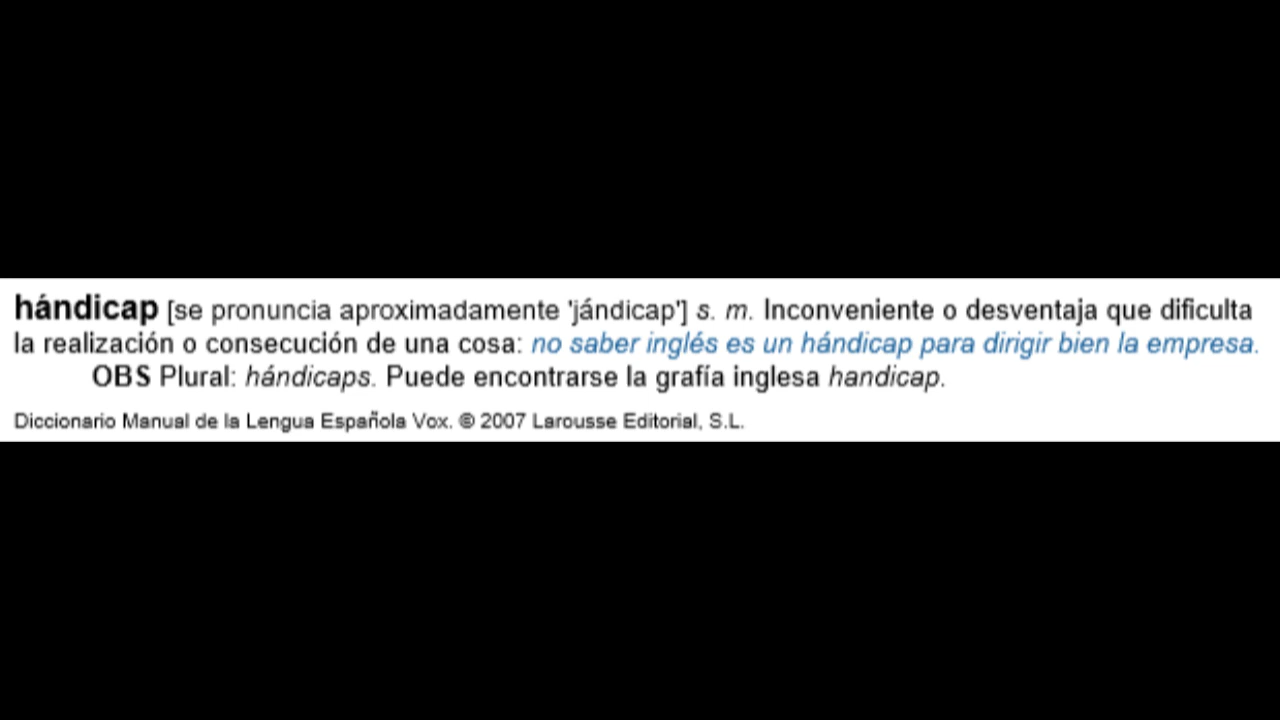 hándicap [se pronuncia aproximadamente 'jándicap'] s. m. Inconveniente o desventaja que dificulta
la realización o consecución de una cosa: no saber inglés es un hándicap para dirigir bien la empresa.
OBS Plural: hándicaps. Puede encontrarse la grafía inglesa handicap.
Diccionario Manual de la Lengua Española Vox. © 2007 Larousse Editorial, S.L.